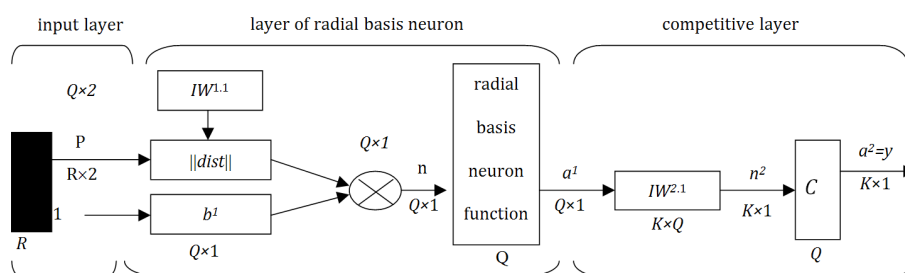 input layer
layer of radial basis neuron
competitive layer
Q×2
IW¹·¹
P
R×2
||dist||
Q×1
1
b¹
R
Q×1
n
Q×1
radial
basis
neuron
function
Q
a¹
Q×1
IW²·¹
K×Q
n²
K×1
C
Q
a²=y
K×1